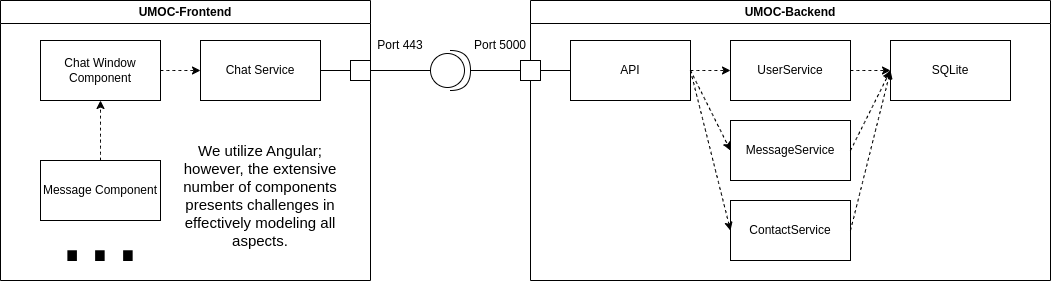 UMOC-Frontend
UMOC-Backend
Port 443
Port 5000
Chat Window
Component
Chat Service
API
UserService
SQLite
MessageService
Message Component
ContactService
We utilize Angular;
however, the extensive
number of components
presents challenges in
effectively modeling all
aspects.